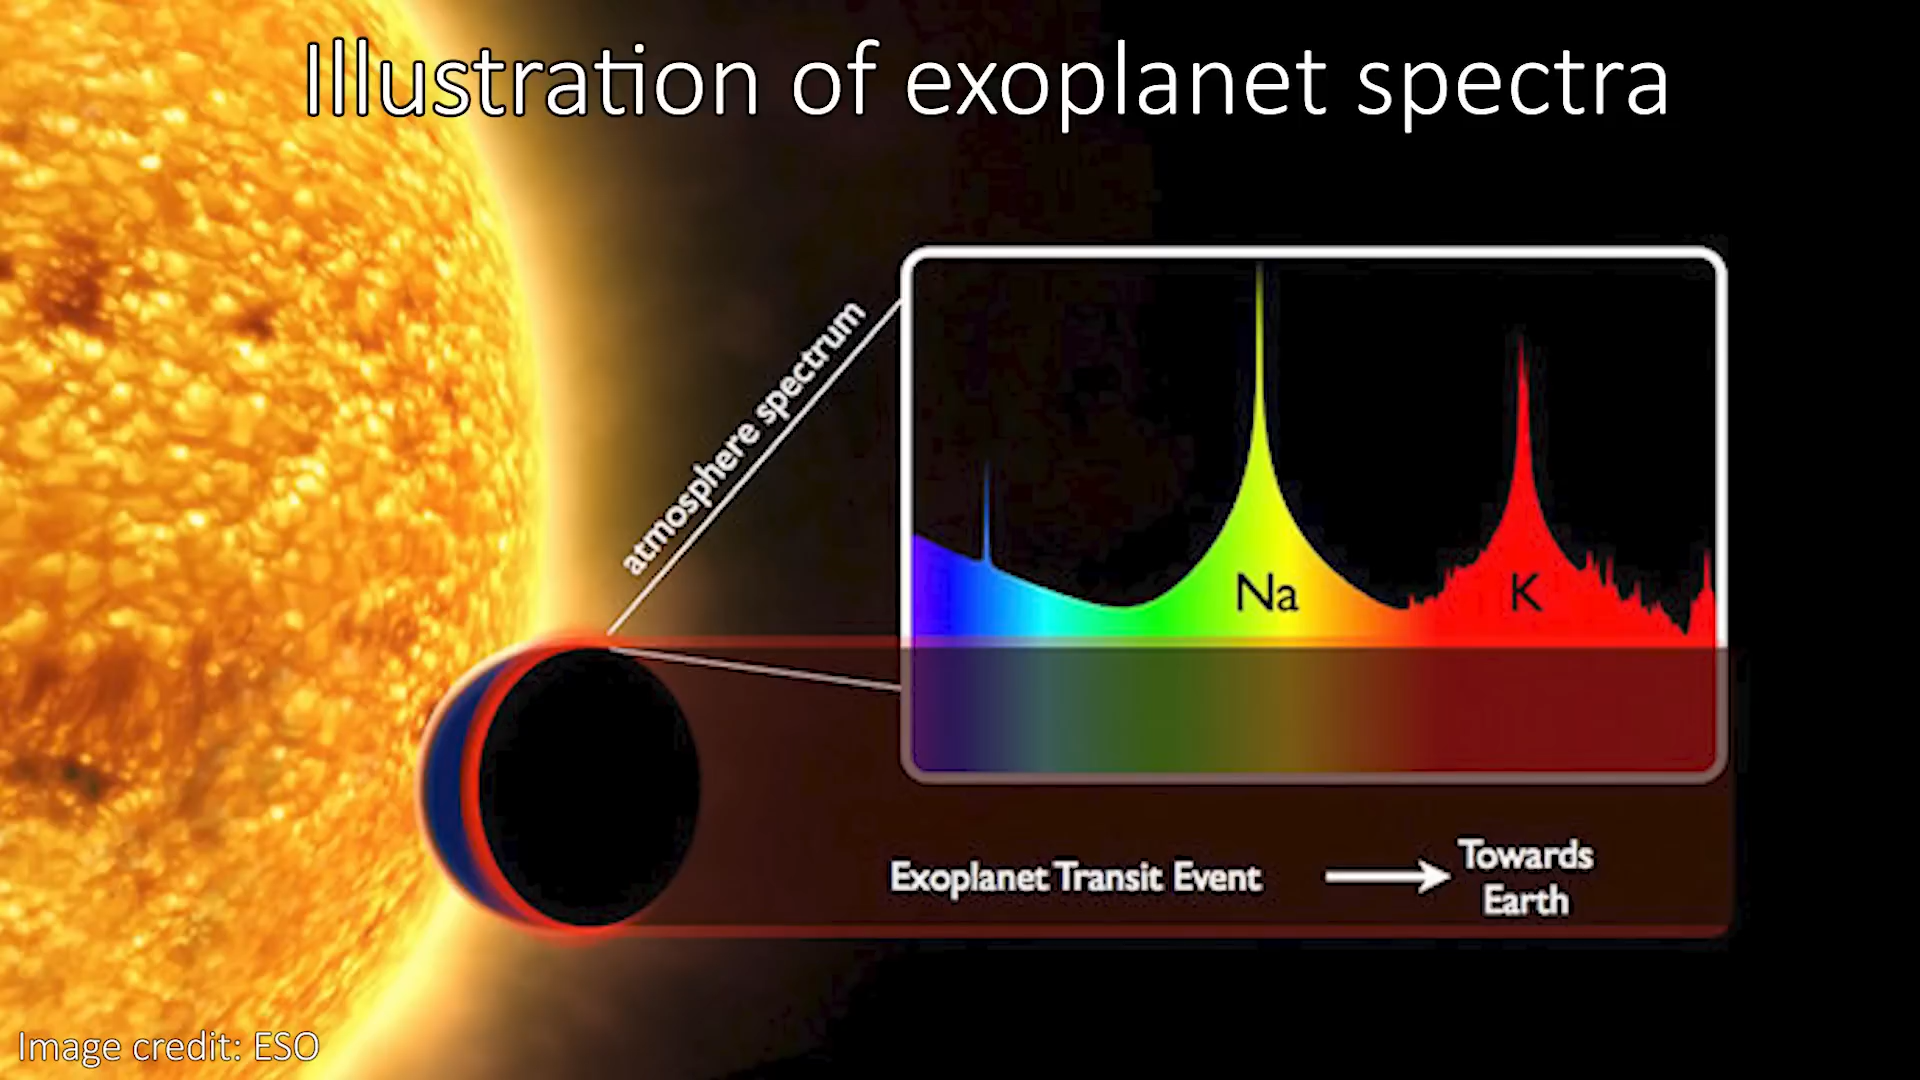 Illustration of exoplanet spectra
atmosphere spectrum
Na
K
Exoplanet Transit Event
Towards
Earth
Image credit: ESO